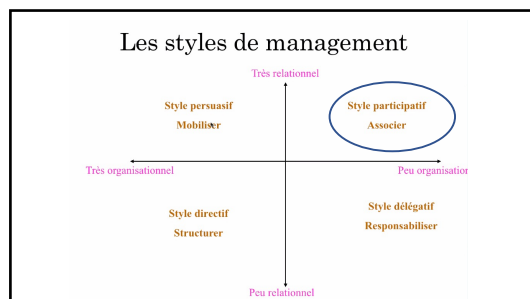 Les styles de management
Très relationnel
Style persuasif
Mobiliser
Style participatif
Associer
Très organisationnel
Peu organisation
Style directif
Structurer
Style délégatif
Responsabiliser
Peu relationnel